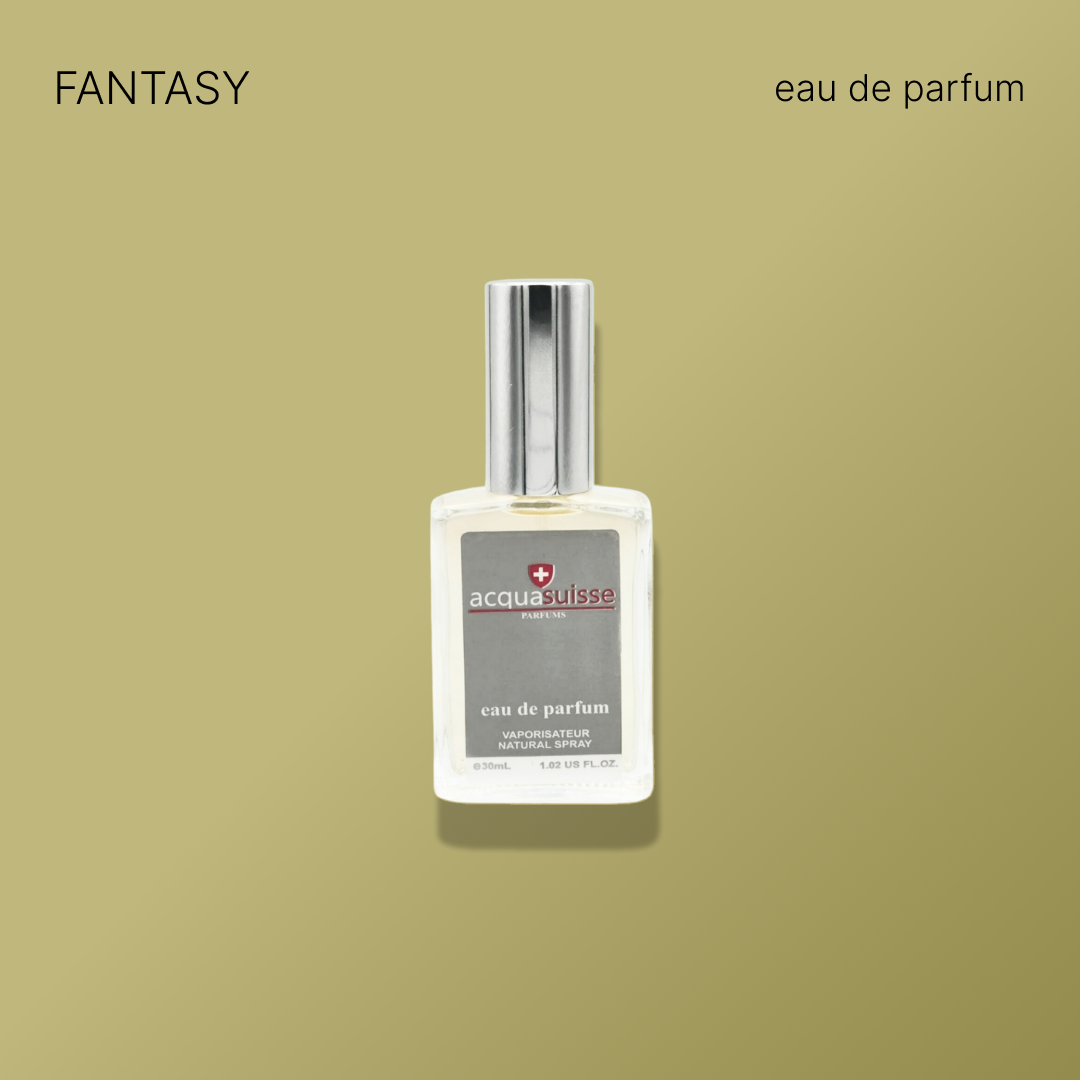 FANTASY
eau de parfum
acquasuisse
PARFUMS
eau de parfum
VAPORISATEUR
NATURAL SPRAY
℮30mL 1.02 US FL.OZ.